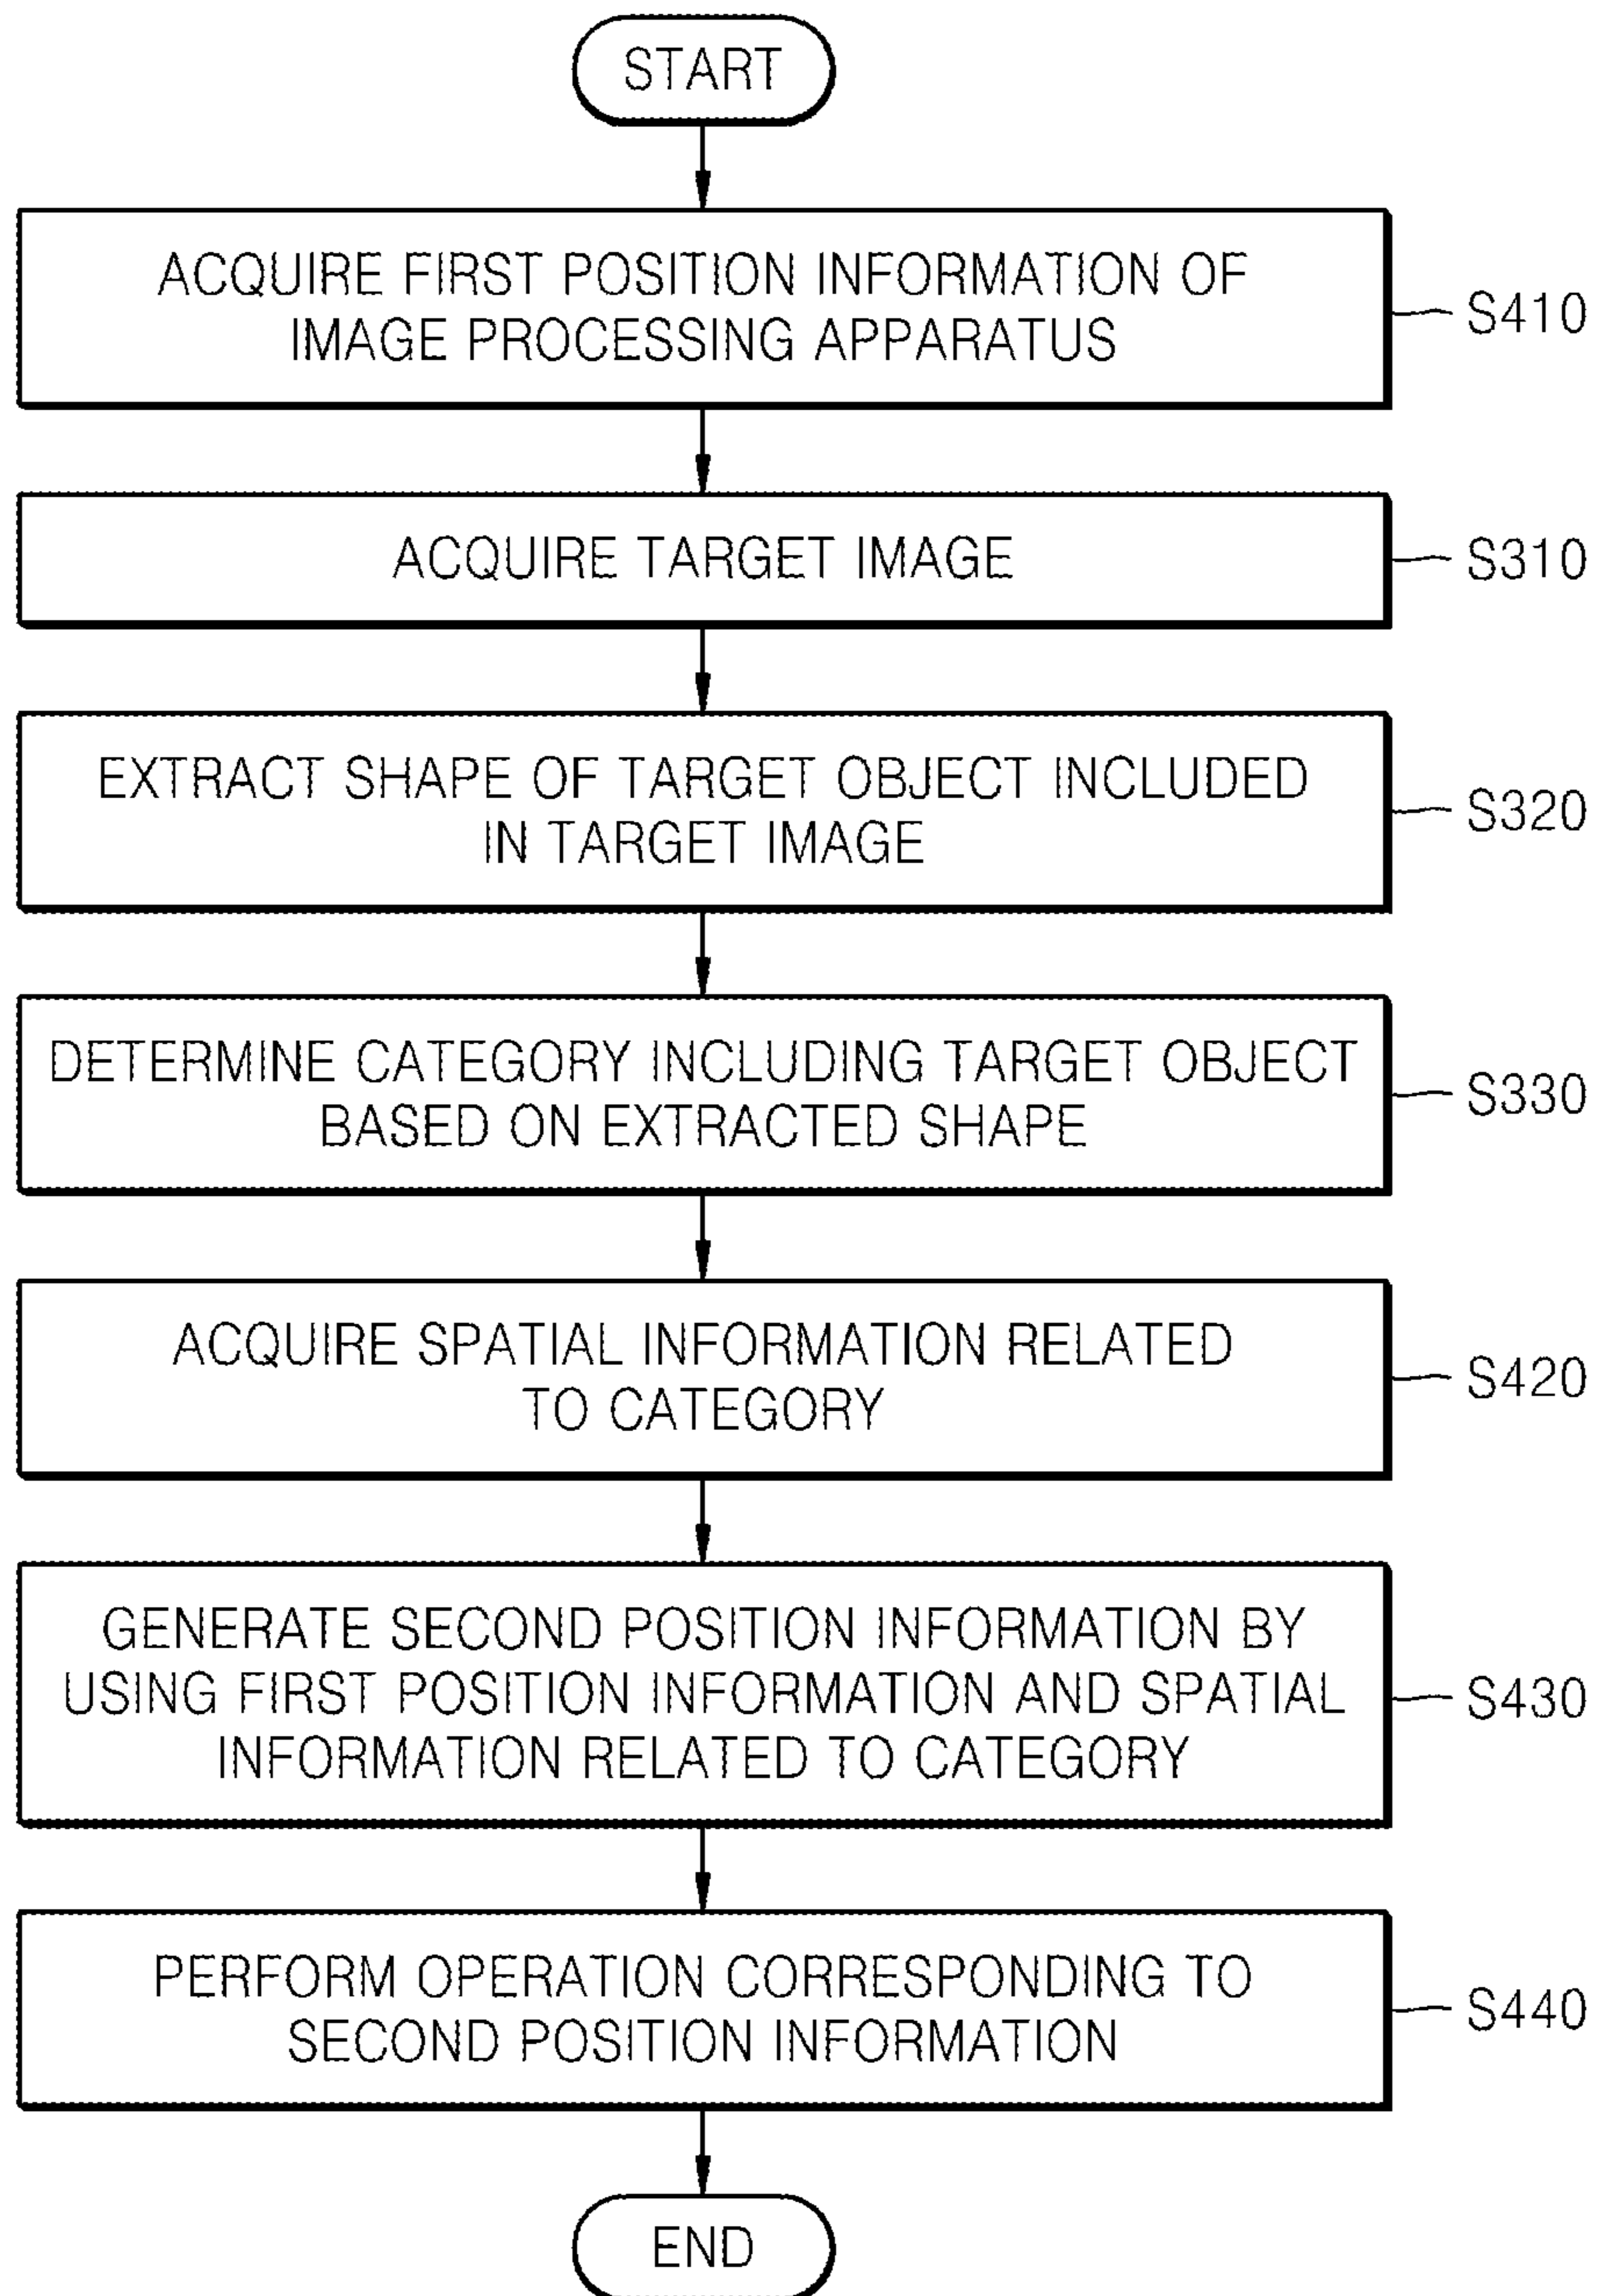 START
ACQUIRE FIRST POSITION INFORMATION OF
IMAGE PROCESSING APPARATUS
S410
ACQUIRE TARGET IMAGE
S310
EXTRACT SHAPE OF TARGET OBJECT INCLUDED
IN TARGET IMAGE
S320
DETERMINE CATEGORY INCLUDING TARGET OBJECT
BASED ON EXTRACTED SHAPE
S330
ACQUIRE SPATIAL INFORMATION RELATED
TO CATEGORY
S420
GENERATE SECOND POSITION INFORMATION BY
USING FIRST POSITION INFORMATION AND SPATIAL
INFORMATION RELATED TO CATEGORY
S430
PERFORM OPERATION CORRESPONDING TO
SECOND POSITION INFORMATION
S440
END